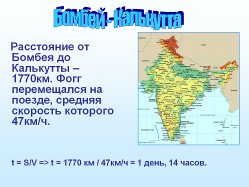 Бомбей - Калькутта
Расстояние от
Бомбея до
Калькутты –
1770км. Фогг
перемещался на
поезде, средняя
скорость которого
47км/ч.
t = S/V => t = 1770 км / 47км/ч = 1 день, 14 часов.